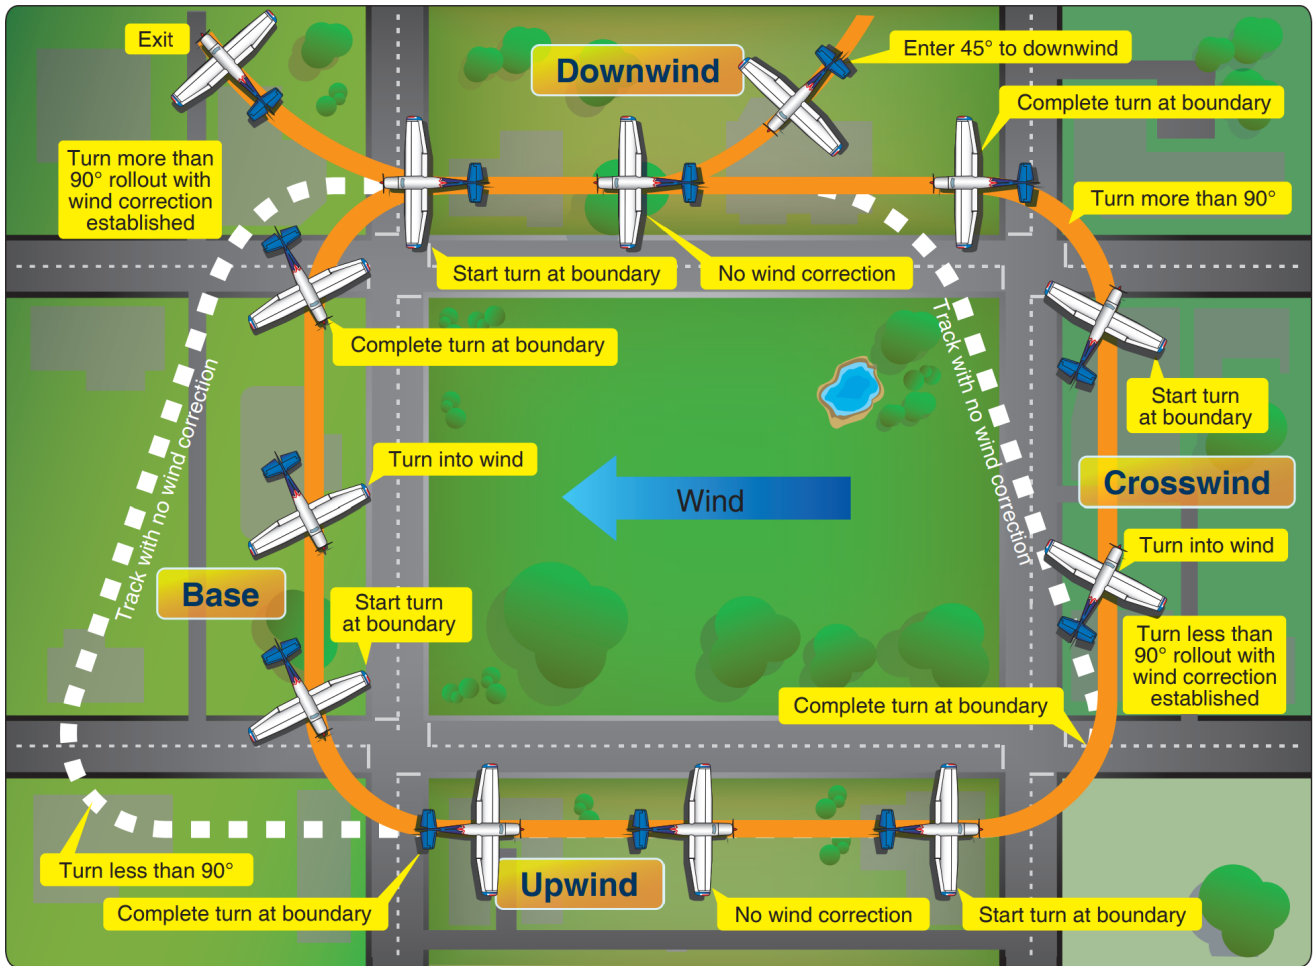 Exit
Downwind
Enter 45° to downwind
Complete turn at boundary
Turn more than
90° rollout with
wind correction
established
Turn more than 90°
Start turn at boundary
No wind correction
Complete turn at boundary
Track with no wind correction
Track with no wind correction
Start turn
at boundary
Turn into wind
Wind
Crosswind
Turn into wind
Base
Start turn
at boundary
Turn less than
90° rollout with
wind correction
established
Complete turn at boundary
Turn less than 90°
Upwind
Complete turn at boundary
No wind correction
Start turn at boundary